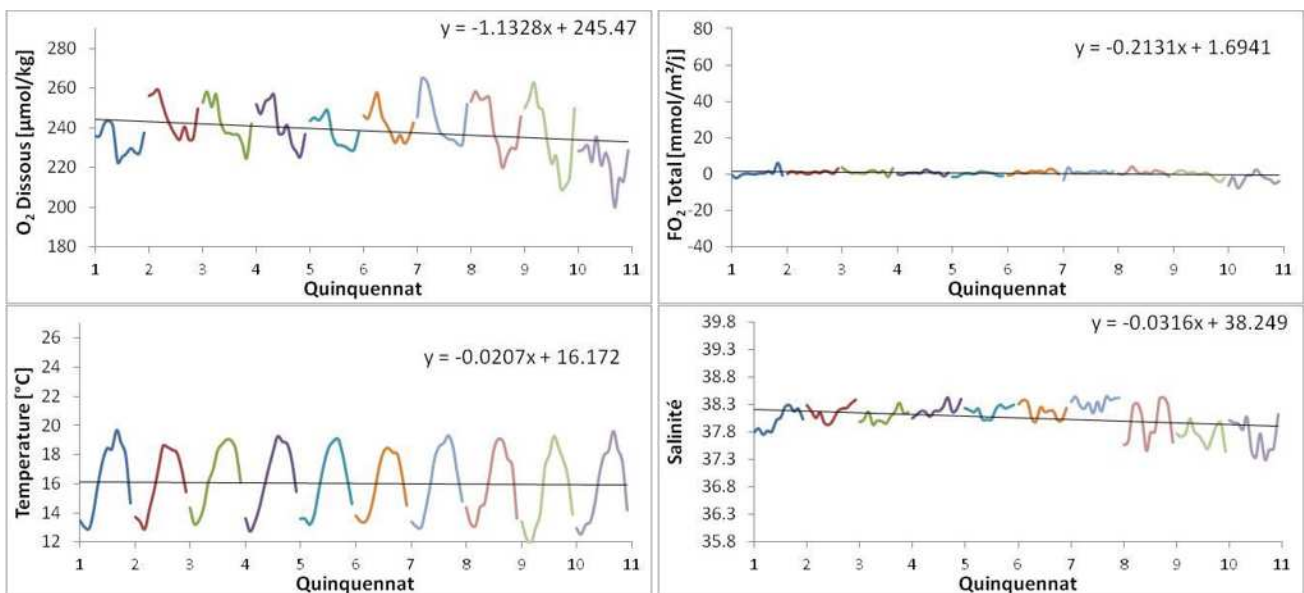 y = -1.1328x + 245.47
O₂ Dissous [µmol/kg]
280
260
240
220
200
180
1 2 3 4 5 6 7 8 9 10 11
Quinquennat
y = -0.2131x + 1.6941
FO₂ Total [mmol/m²/j]
80
60
40
20
0
-20
-40
1 2 3 4 5 6 7 8 9 10 11
Quinquennat
y = -0.0207x + 16.172
Temperature [°C]
26
24
22
20
18
16
14
12
1 2 3 4 5 6 7 8 9 10 11
Quinquennat
y = -0.0316x + 38.249
Salinité
39.8
39.3
38.8
38.3
37.8
37.3
36.8
36.3
35.8
1 2 3 4 5 6 7 8 9 10 11
Quinquennat